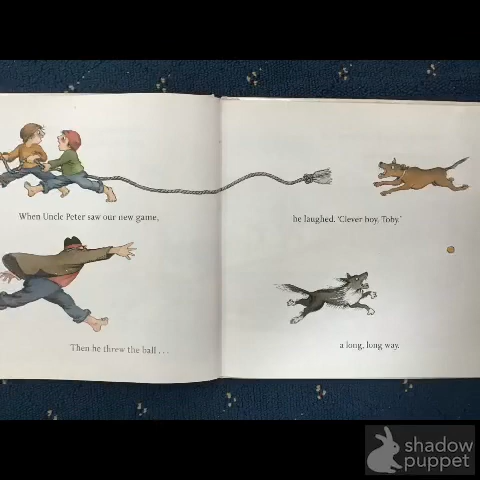 When Uncle Peter saw our new game,
he laughed. 'Clever boy, Toby.'
Then he threw the ball . . .
a long, long way.
shadow
puppet